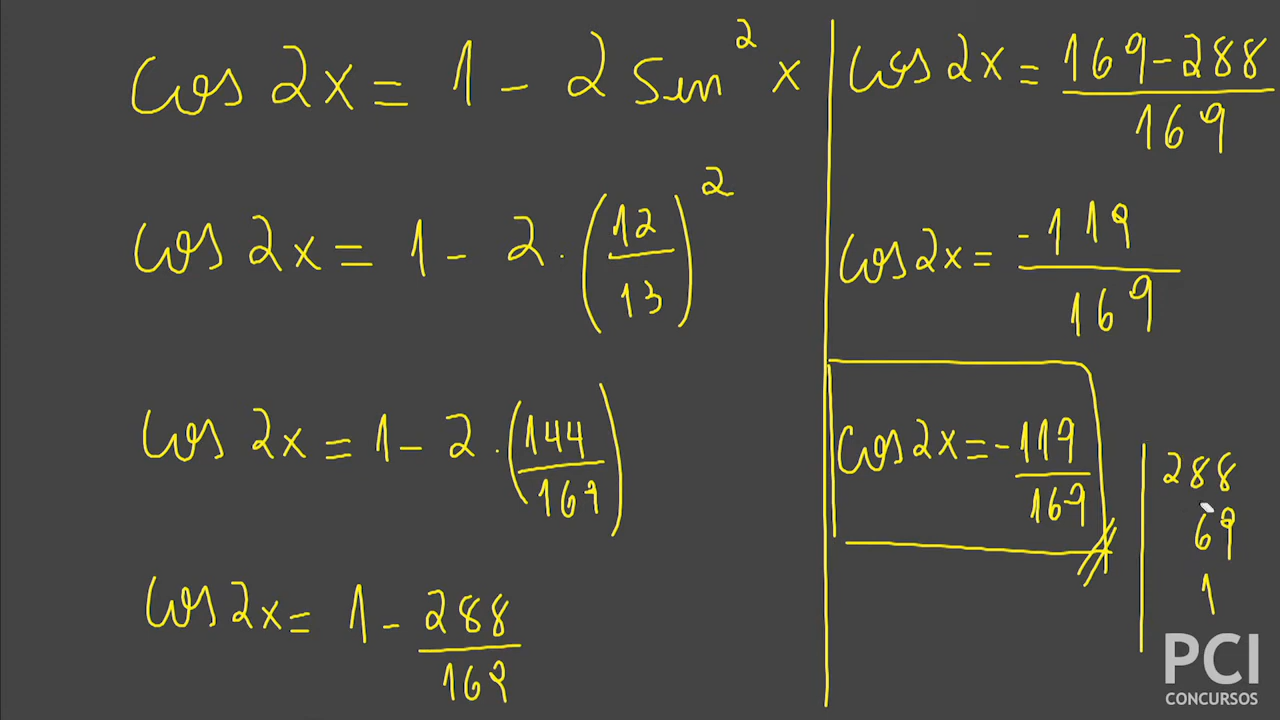 cos 2x = 1 - 2 sen² x
cos 2x = 1 - 2 · (12/13)²
cos 2x = 1 - 2 · (144/169)
cos 2x = 1 - 288/169
cos 2x = 169-288/169
cos 2x = -119/169
cos 2x = -119/169
288
69
1
PCI
CONCURSOS